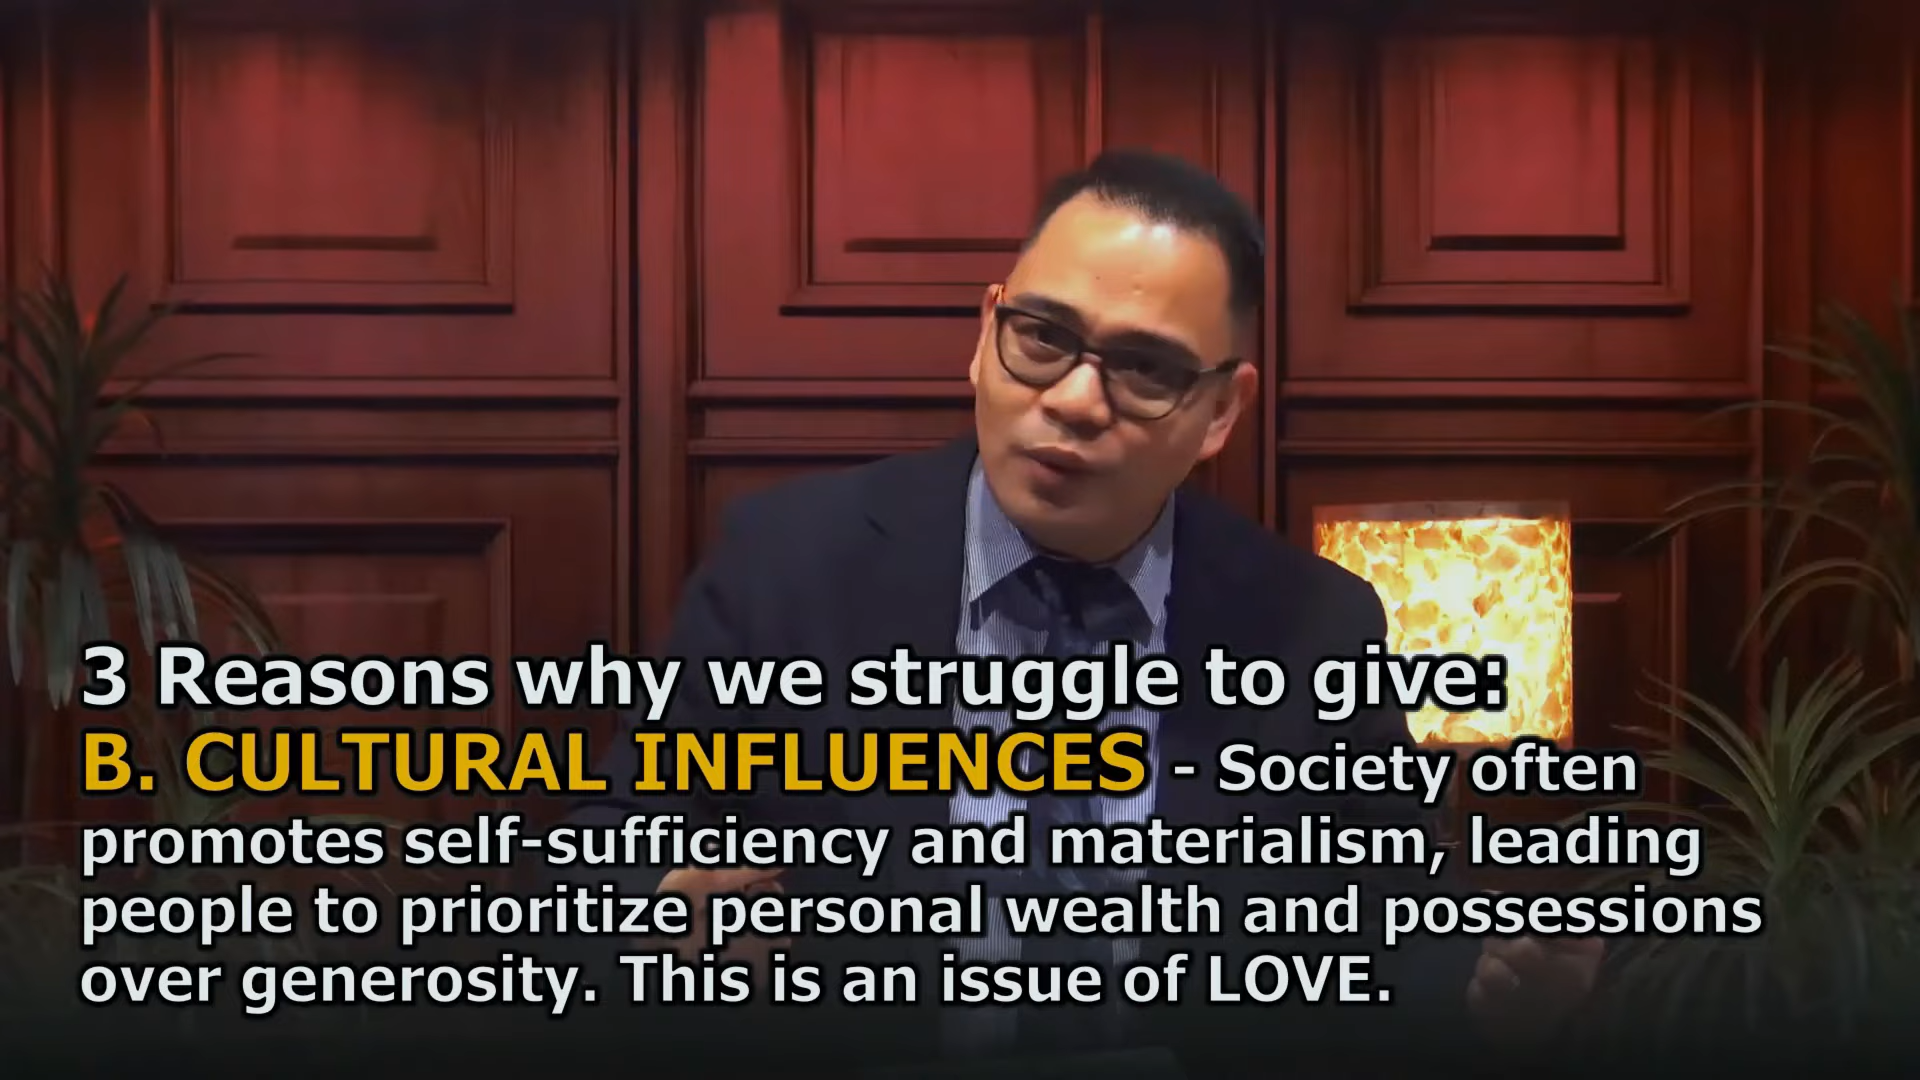 3 Reasons why we struggle to give:
B. CULTURAL INFLUENCES - Society often
promotes self-sufficiency and materialism, leading
people to prioritize personal wealth and possessions
over generosity. This is an issue of LOVE.